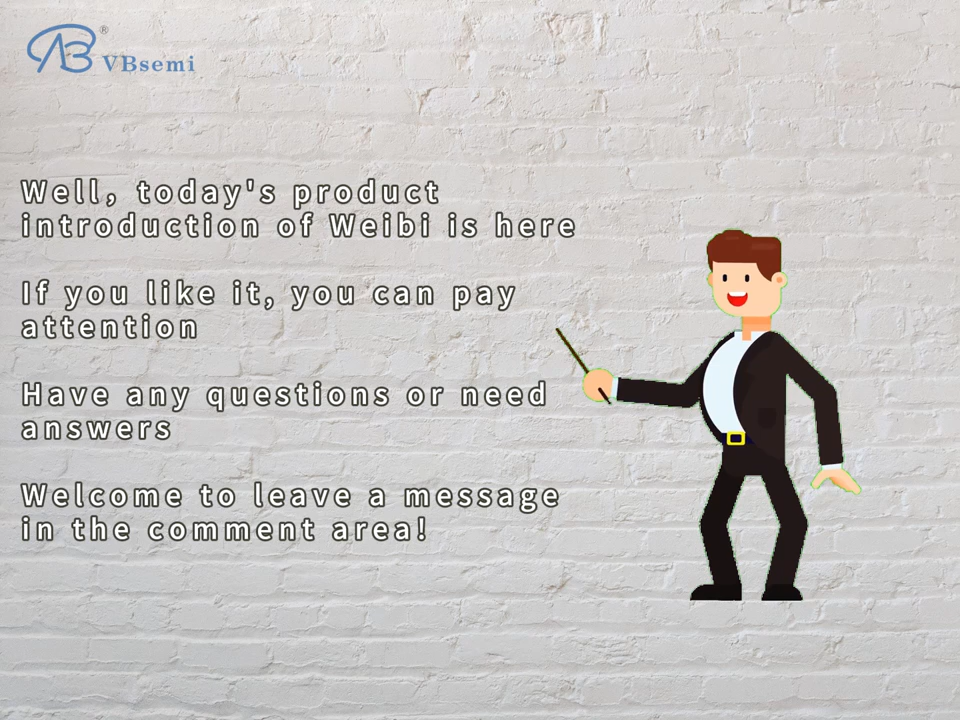 VBsemi
®
Well, today's product
introduction of Weibi is here
If you like it, you can pay
attention
Have any questions or need
answers
Welcome to leave a message
in the comment area!